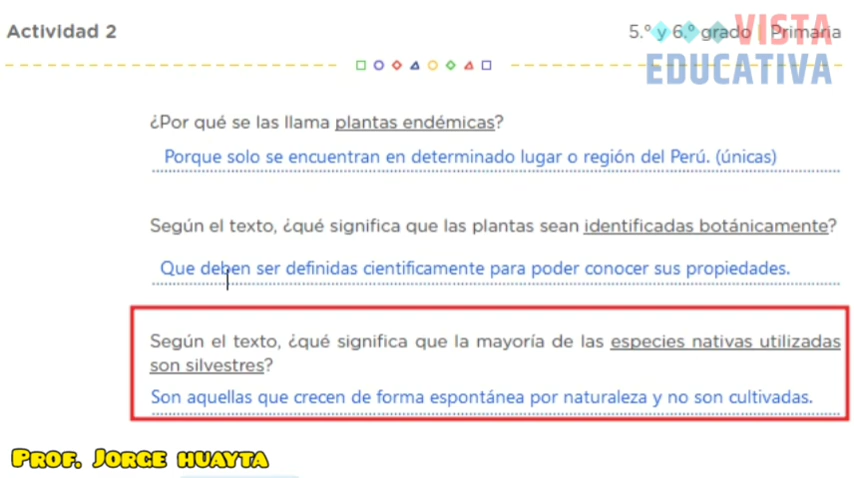 Actividad 2
5.° y 6.° grado | Primaria
VISTA
EDUCATIVA
¿Por qué se las llama plantas endémicas?
Porque solo se encuentran en determinado lugar o región del Perú. (únicas)
Según el texto, ¿qué significa que las plantas sean identificadas botánicamente?
Que deben ser definidas cientificamente para poder conocer sus propiedades.
Según el texto, ¿qué significa que la mayoría de las especies nativas utilizadas
son silvestres?
Son aquellas que crecen de forma espontánea por naturaleza y no son cultivadas.
PROF. JORGE HUAYTA